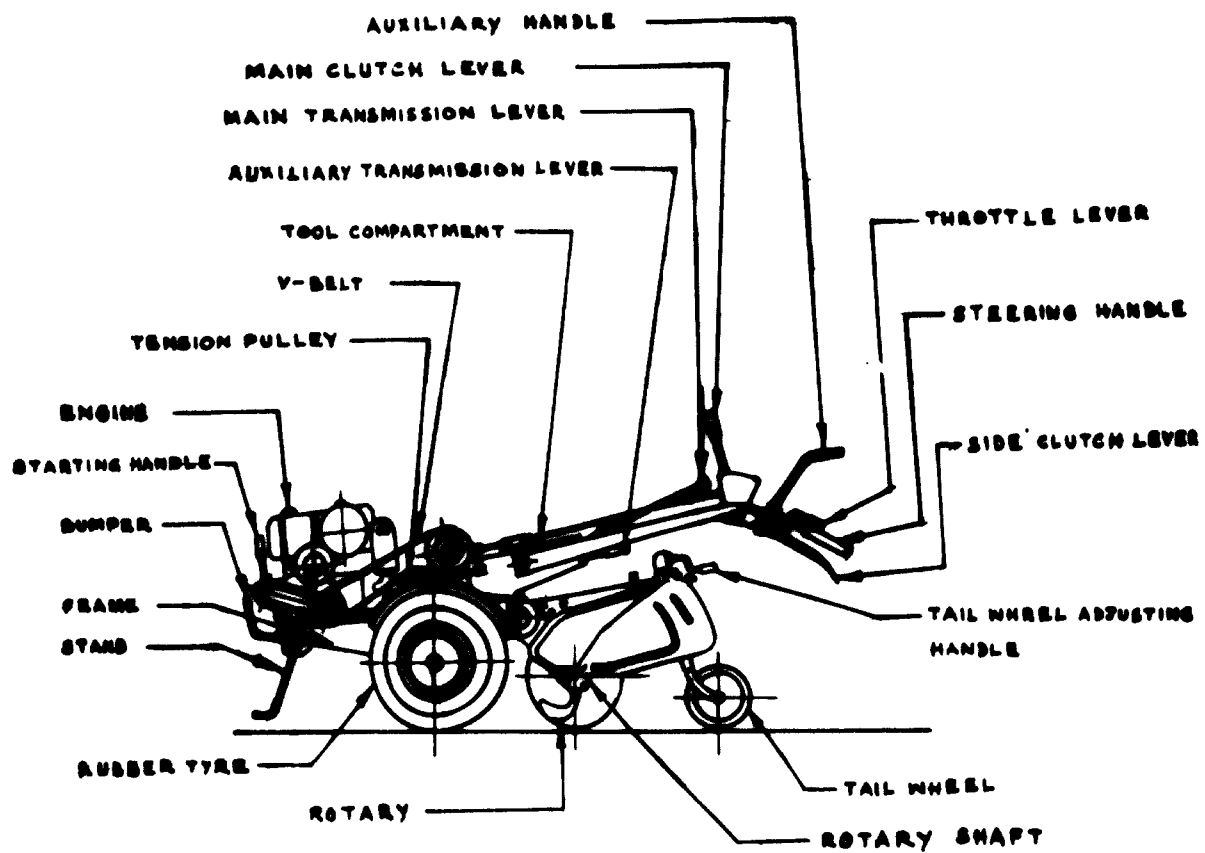 AUXILIARY HANDLE
MAIN CLUTCH LEVER
MAIN TRANSMISSION LEVER
AUXILIARY TRANSMISSION LEVER
TOOL COMPARTMENT
V-BELT
TENSION PULLEY
ENGINE
STARTING HANDLE
BUMPER
FRAME
STAND
RUBBER TYRE
ROTARY
THROTTLE LEVER
STEERING HANDLE
SIDE CLUTCH LEVER
TAIL WHEEL ADJUSTING
HANDLE
TAIL WHEEL
ROTARY SHAFT